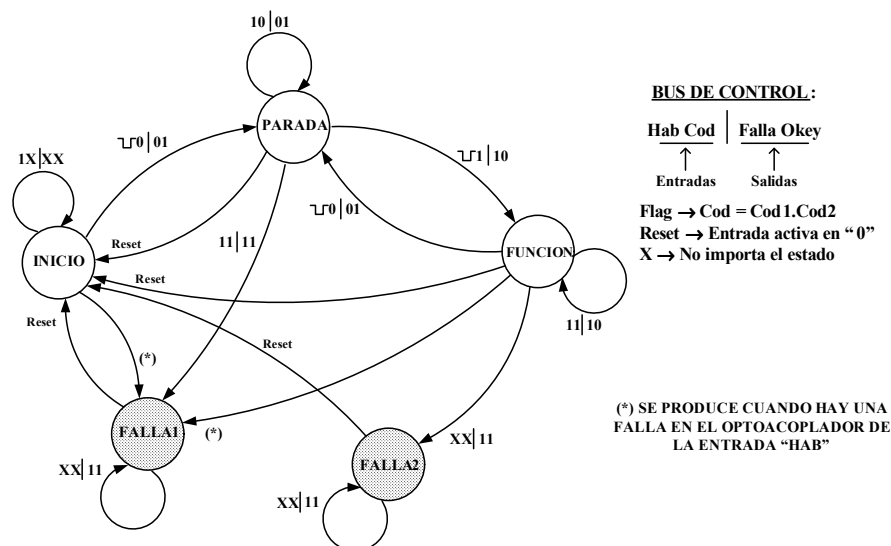 10|01
PARADA
⊔0|01
⊔1|10
1X|XX
⊔0|01
Reset
11|11
INICIO
FUNCION
Reset
11|10
Reset
Reset
(*)
(*)
FALLA1
XX|11
XX|11
FALLA2
XX|11
BUS DE CONTROL:
Hab Cod | Falla Okey
Entradas Salidas
Flag → Cod = Cod1.Cod2
Reset → Entrada activa en “0”
X → No importa el estado
(*) SE PRODUCE CUANDO HAY UNA
FALLA EN EL OPTOACOPLADOR DE
LA ENTRADA “HAB”